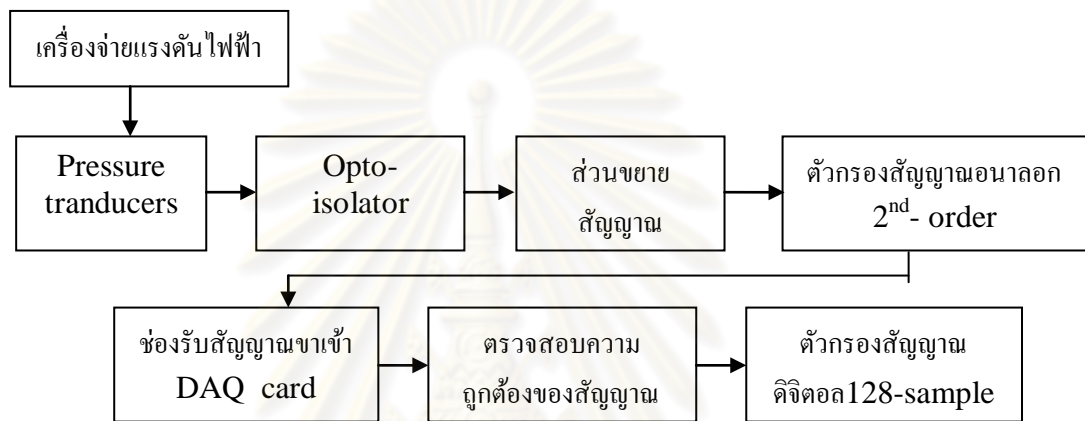 เครื่องจ่ายแรงดันไฟฟ้า
Pressure
tranducers
Opto-
isolator
ส่วนขยาย
สัญญาณ
ตัวกรองสัญญาณอนาลอก
2nd- order
ช่องรับสัญญาณขาเข้า
DAQ card
ตรวจสอบความ
ถูกต้องของสัญญาณ
ตัวกรองสัญญาณ
ดิจิตอล128-sample